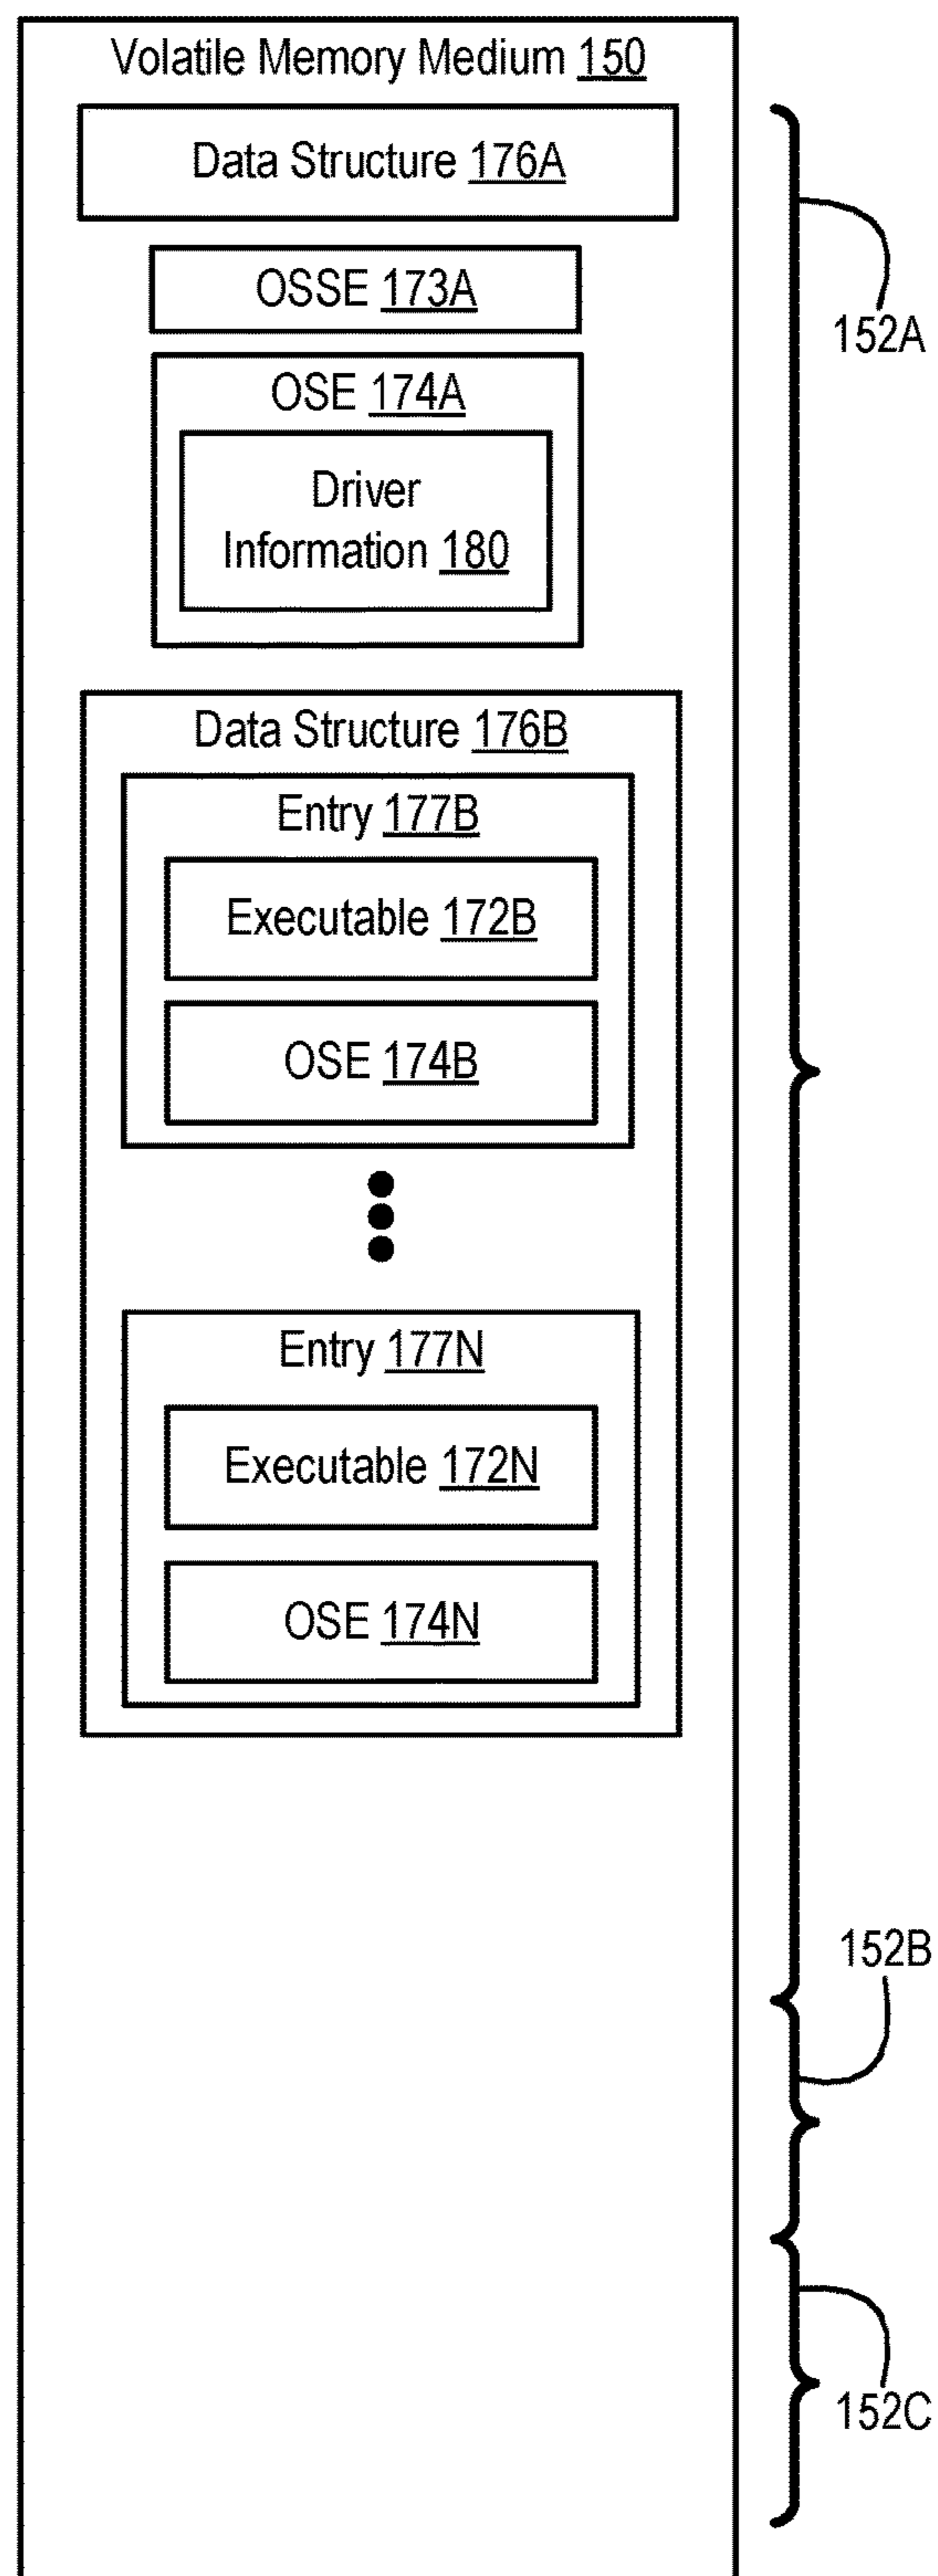 Volatile Memory Medium 150
Data Structure 176A
152A
OSSE 173A
OSE 174A
Driver
Information 180
Data Structure 176B
Entry 177B
Executable 172B
OSE 174B
Entry 177N
Executable 172N
OSE 174N
152B
152C